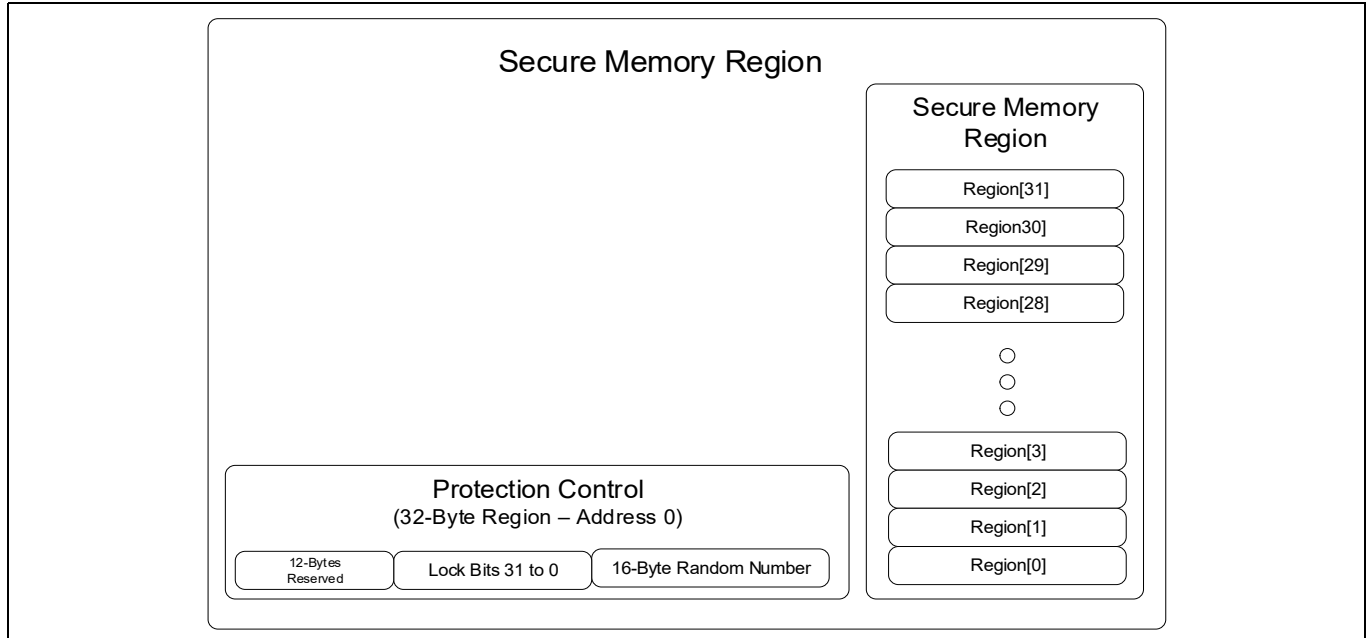 Secure Memory Region
Secure Memory
Region
Region[31]
Region30]
Region[29]
Region[28]
Region[3]
Region[2]
Region[1]
Region[0]
Protection Control
(32-Byte Region – Address 0)
12-Bytes
Reserved
Lock Bits 31 to 0
16-Byte Random Number